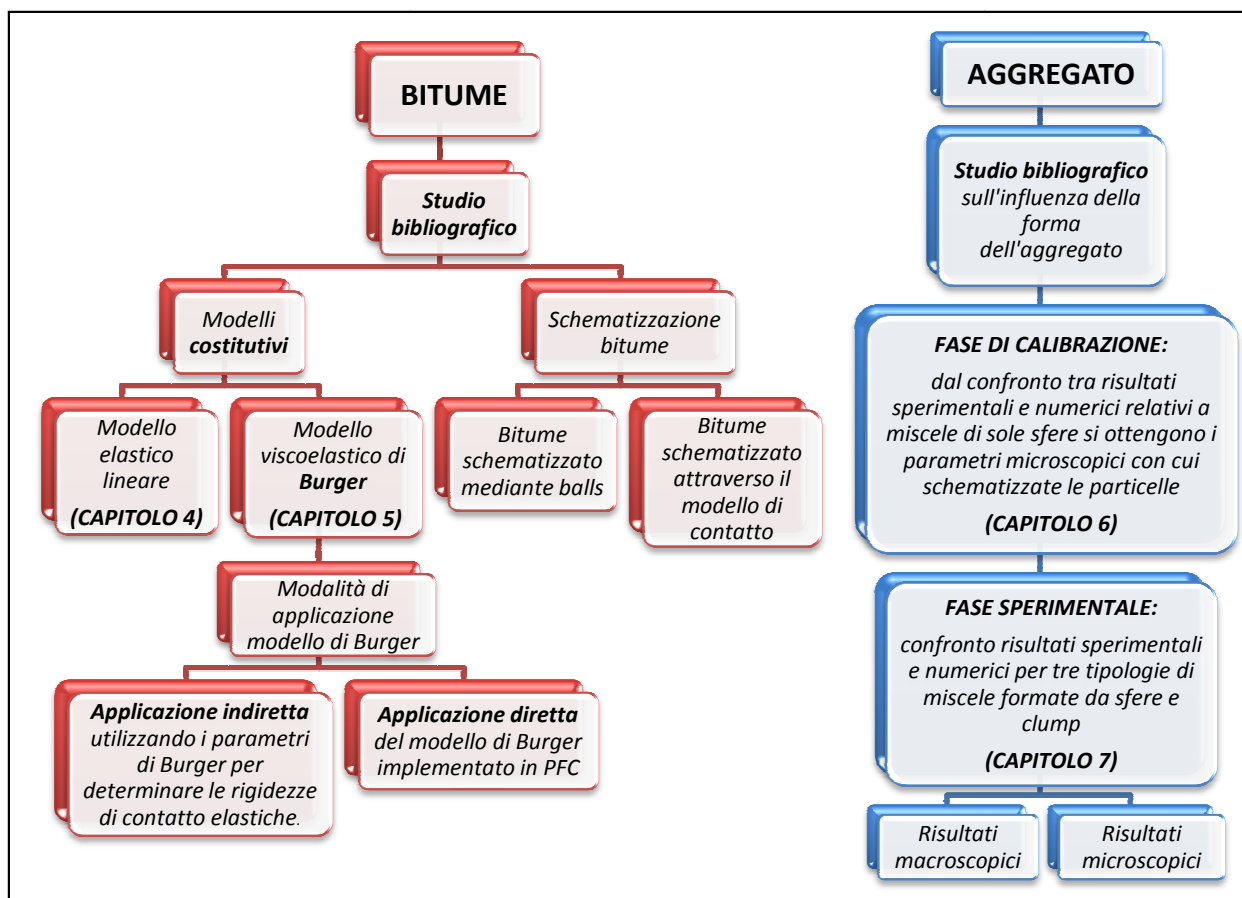 BITUME
Studio
bibliografico
Modelli
costitutivi
Schematizzazione
bitume
Modello
elastico
lineare
(CAPITOLO 4)
Modello
viscoelastico di
Burger
(CAPITOLO 5)
Bitume
schematizzato
mediante balls
Bitume
schematizzato
attraverso il
modello di
contatto
Modalità di
applicazione
modello di Burger
Applicazione indiretta
utilizzando i parametri
di Burger per
determinare le rigidezze
di contatto elastiche.
Applicazione diretta
del modello di Burger
implementato in PFC
AGGREGATO
Studio bibliografico
sull'influenza della
forma
dell'aggregato
FASE DI CALIBRAZIONE:
dal confronto tra risultati
sperimentali e numerici relativi a
miscele di sole sfere si ottengono i
parametri microscopici con cui
schematizzate le particelle
(CAPITOLO 6)
FASE SPERIMENTALE:
confronto risultati sperimentali
e numerici per tre tipologie di
miscele formate da sfere e
clump
(CAPITOLO 7)
Risultati
macroscopici
Risultati
microscopici